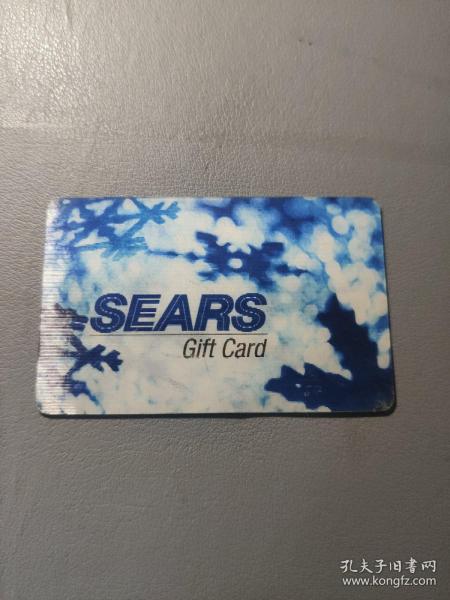 SEARS
Gift Card
孔夫子旧书网
www.kongfz.com